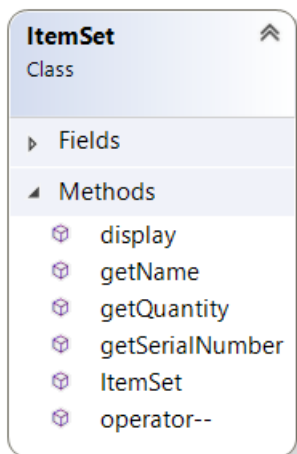 ItemSet
Class
Fields
Methods
display
getName
getQuantity
getSerialNumber
ItemSet
operator--